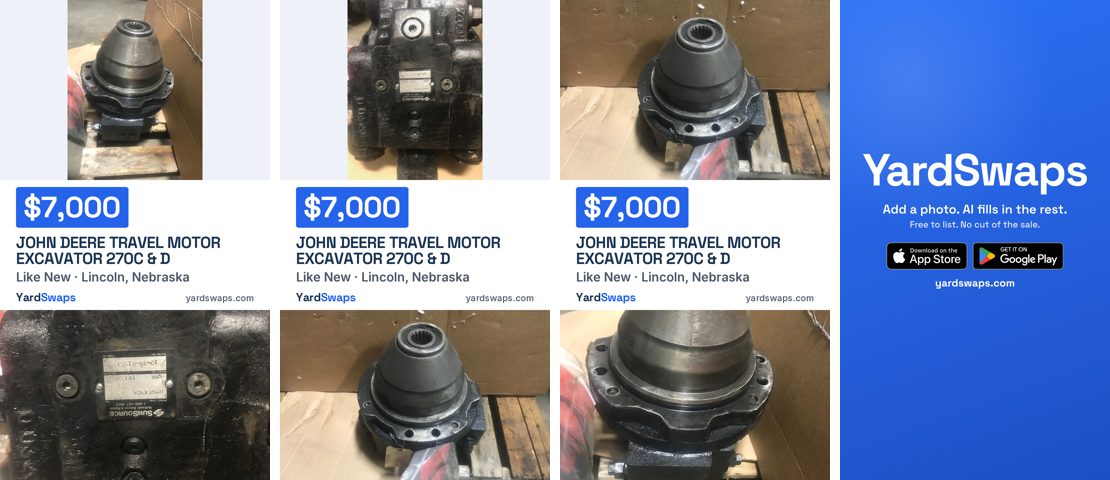 $7,000
JOHN DEERE TRAVEL MOTOR
EXCAVATOR 270C & D
Like New · Lincoln, Nebraska
YardSwaps
yardswaps.com
$7,000
JOHN DEERE TRAVEL MOTOR
EXCAVATOR 270C & D
Like New · Lincoln, Nebraska
YardSwaps
yardswaps.com
$7,000
JOHN DEERE TRAVEL MOTOR
EXCAVATOR 270C & D
Like New · Lincoln, Nebraska
YardSwaps
yardswaps.com
SUNSOURCE
YardSwaps
Add a photo. AI fills in the rest.
Free to list. No cut of the sale.
Download on the
App Store
GET IT ON
Google Play
yardswaps.com